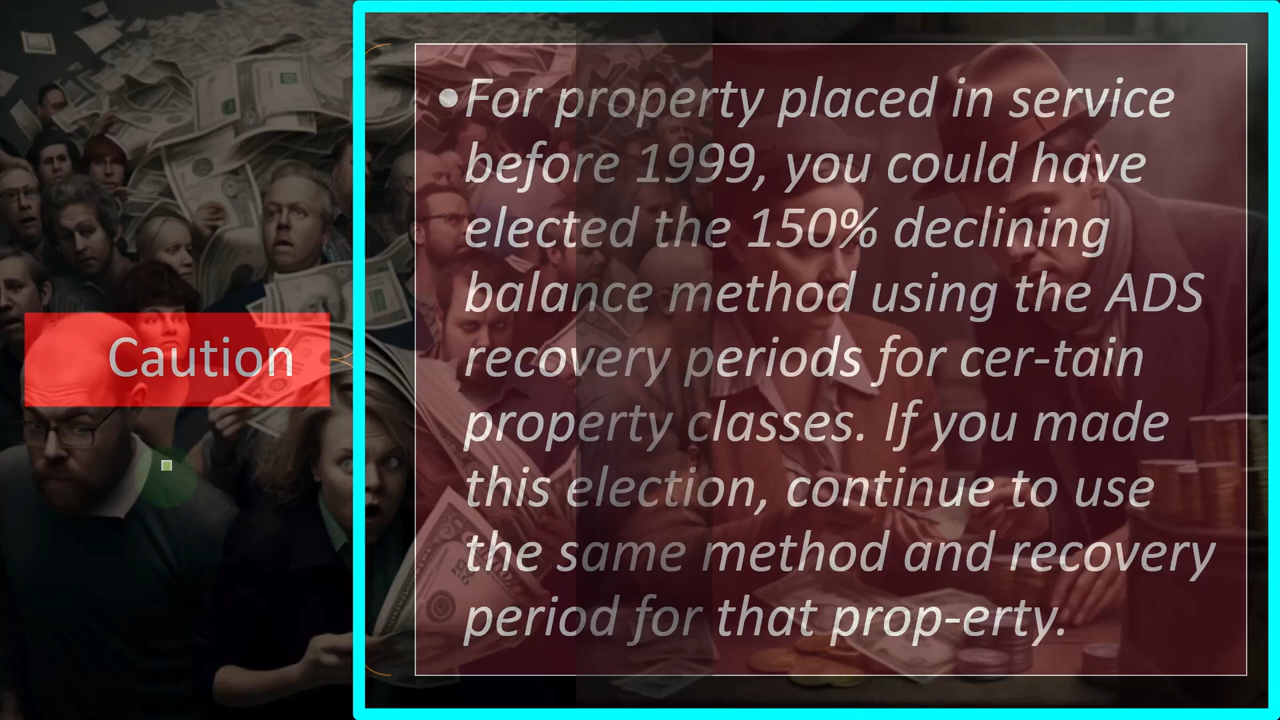 Caution
•For property placed in service
before 1999, you could have
elected the 150% declining
balance method using the ADS
recovery periods for cer-tain
property classes. If you made
this election, continue to use
the same method and recovery
period for that prop-erty.